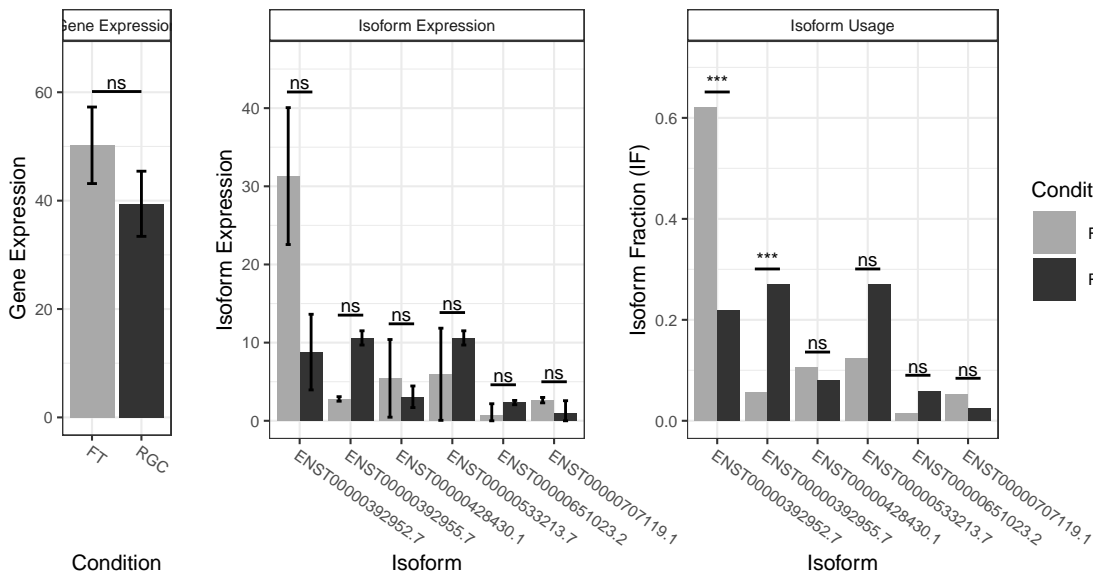 Gene Expression
Isoform Expression
Isoform Usage
Gene Expression
60
40
20
0
ns
FT
RGC
Condition
Isoform Expression
40
30
20
10
0
ns
ns
ns
ns
ns
ns
ENST00000392952.7
ENST00000392955.7
ENST00000428430.1
ENST00000533213.7
ENST00000651023.2
ENST00000707119.1
Isoform
Isoform Fraction (IF)
0.6
0.4
0.2
0.0
***
***
ns
ns
ns
ns
ENST00000392952.7
ENST00000392955.7
ENST00000428430.1
ENST00000533213.7
ENST00000651023.2
ENST00000707119.1
Isoform
Condit
F